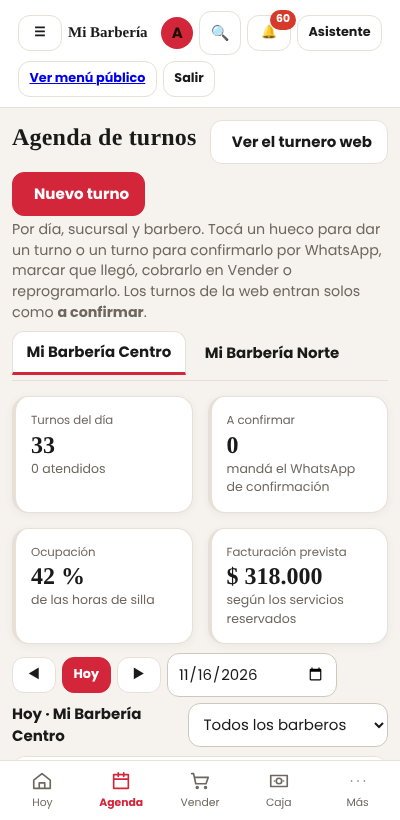 ☰ Mi Barbería A 🔍 🔔 60 Asistente
Ver menú público Salir
Agenda de turnos Ver el turnero web
Nuevo turno
Por día, sucursal y barbero. Tocá un hueco para dar
un turno o un turno para confirmarlo por WhatsApp,
marcar que llegó, cobrarlo en Vender o
reprogramarlo. Los turnos de la web entran solos
como a confirmar.
Mi Barbería Centro Mi Barbería Norte
Turnos del día
33
0 atendidos
A confirmar
0
mandá el WhatsApp
de confirmación
Ocupación
42 %
de las horas de silla
Facturación prevista
$ 318.000
según los servicios
reservados
◀ Hoy ▶ 11/16/2026
Hoy · Mi Barbería
Centro
Todos los barberos
Hoy Agenda Vender Caja Más